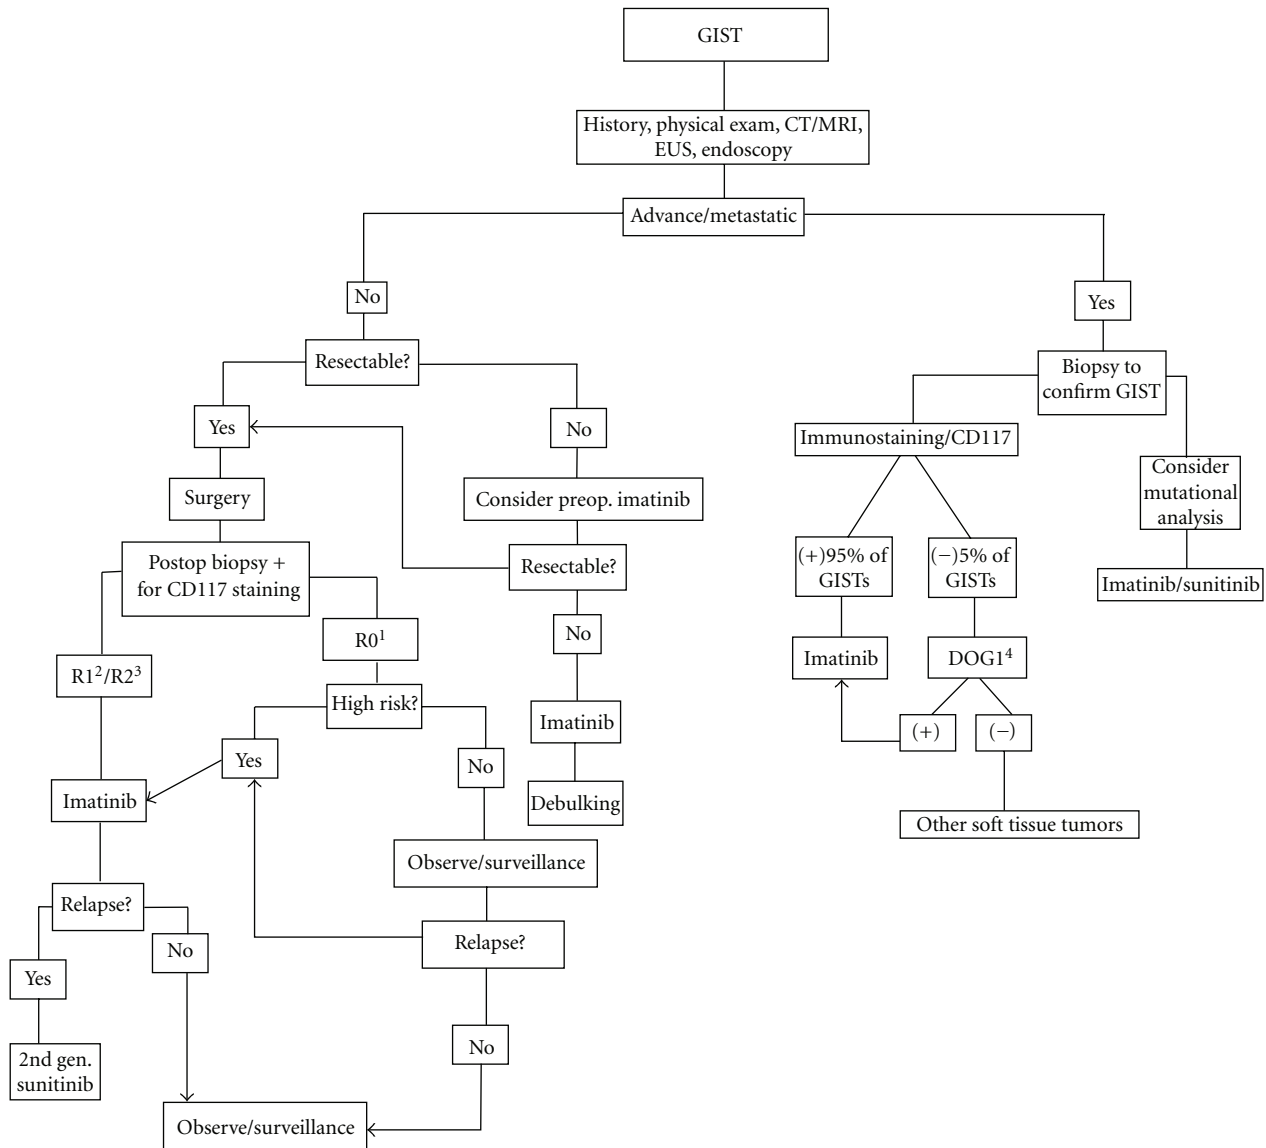 GIST
History, physical exam, CT/MRI,
EUS, endoscopy
Advance/metastatic
No
Yes
Resectable?
Biopsy to
confirm GIST
Yes
No
Immunostaining/CD117
Surgery
Consider preop. imatinib
Consider
mutational
analysis
Postop biopsy +
for CD117 staining
Resectable?
(+)95% of
GISTs
(−)5% of
GISTs
Imatinib/sunitinib
R0¹
No
R1²/R2³
Imatinib
DOG1⁴
High risk?
Imatinib
(+)
(−)
Yes
No
Imatinib
Debulking
Other soft tissue tumors
Observe/surveillance
Relapse?
Relapse?
No
Yes
No
2nd gen.
sunitinib
Observe/surveillance